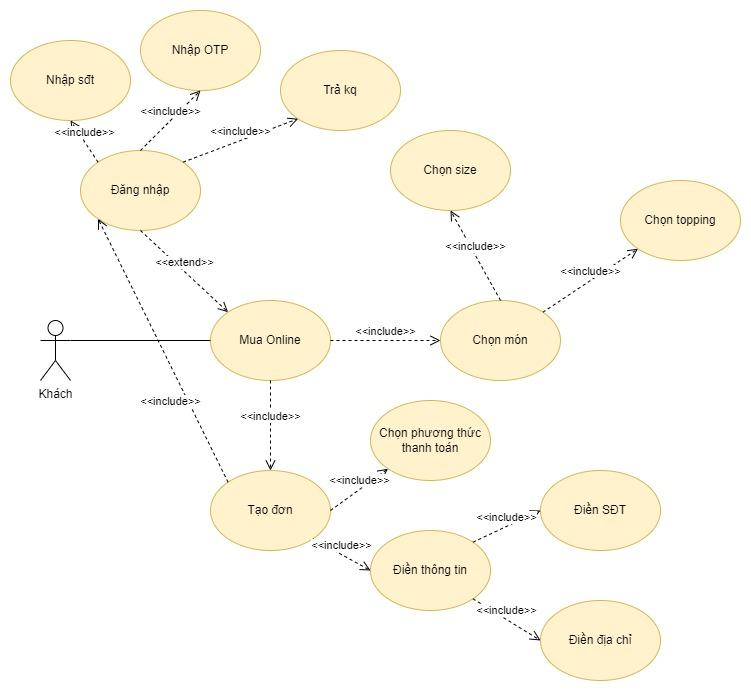 Nhập OTP
Nhập sđt
Trả kq
<<include>>
<<include>>
<<include>>
Chọn size
Đăng nhập
Chọn topping
<<include>>
<<extend>>
<<include>>
Mua Online
<<include>>
Chọn món
Khách
<<include>>
<<include>>
Chọn phương thức
thanh toán
<<include>>
Tạo đơn
<<include>>
Điền SĐT
<<include>>
Điền thông tin
<<include>>
Điền địa chỉ